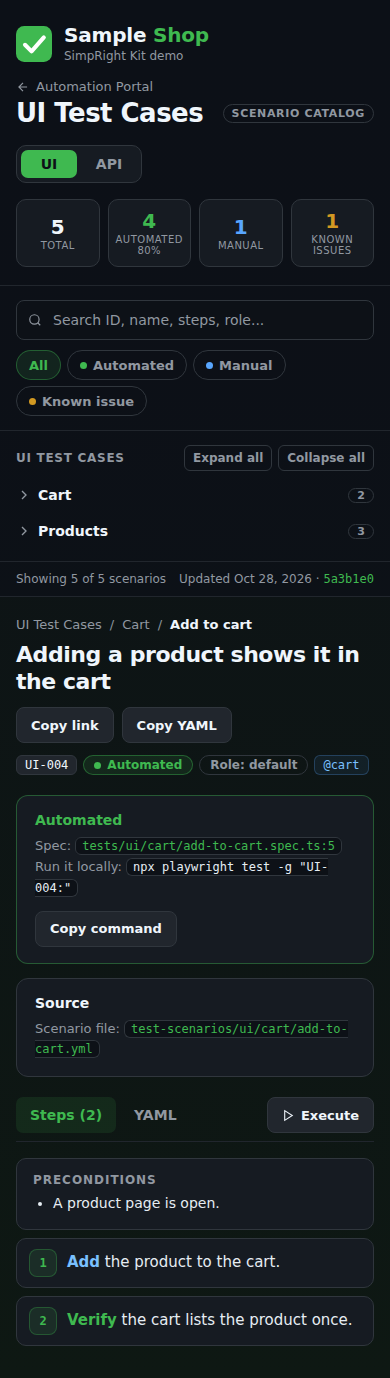 Sample Shop
SimpRight Kit demo
← Automation Portal
UI Test Cases
SCENARIO CATALOG
UI
API
5
TOTAL
4
AUTOMATED
80%
1
MANUAL
1
KNOWN
ISSUES
Search ID, name, steps, role...
All
Automated
Manual
Known issue
UI TEST CASES
Expand all
Collapse all
Cart
2
Products
3
Showing 5 of 5 scenarios
Updated Oct 28, 2026 · 5a3b1e0
UI Test Cases / Cart / Add to cart
Adding a product shows it in
the cart
Copy link
Copy YAML
UI-004
Automated
Role: default
@cart
Automated
Spec: tests/ui/cart/add-to-cart.spec.ts:5
Run it locally: npx playwright test -g "UI-
004:"
Copy command
Source
Scenario file: test-scenarios/ui/cart/add-to-
cart.yml
Steps (2)
YAML
Execute
PRECONDITIONS
• A product page is open.
1 Add the product to the cart.
2 Verify the cart lists the product once.